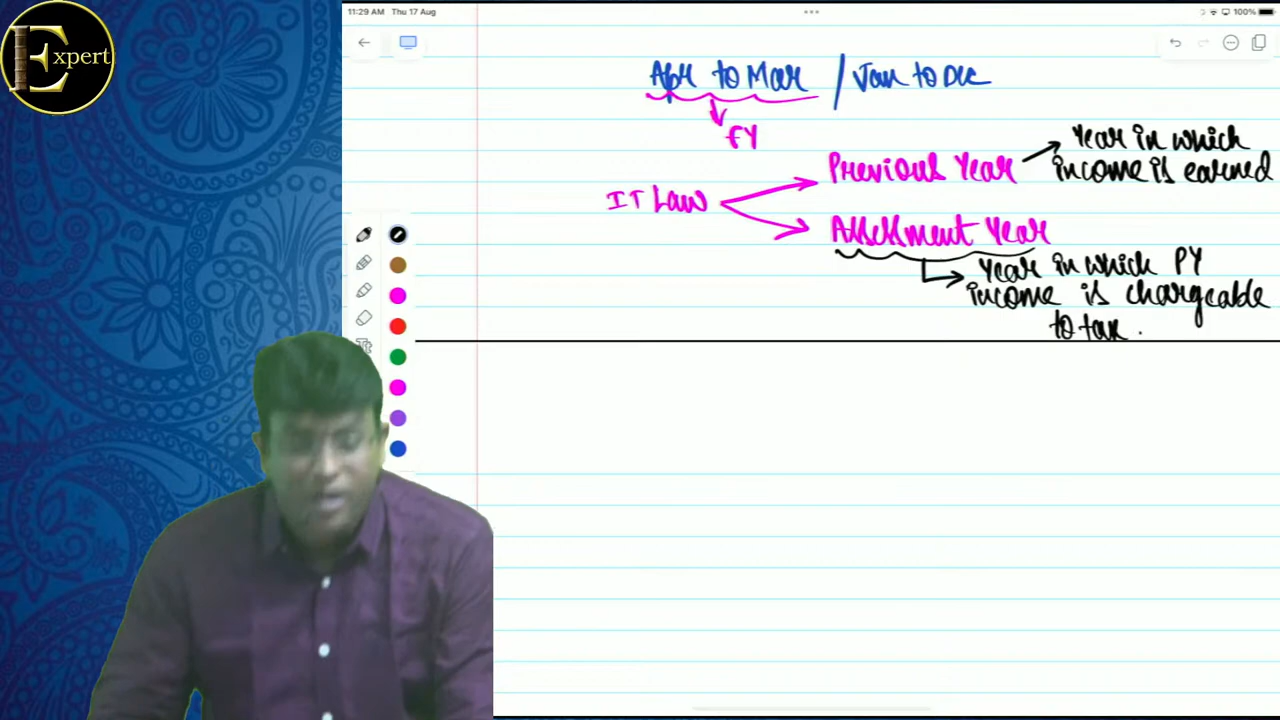 Expert
11:29 AM Thu 17 Aug
100%
Apr to Mar / Jan to Dec
FY
Year in which
income is earned
Previous Year
IT Law
Assessment Year
Year in which PY
income is chargeable
to tax.